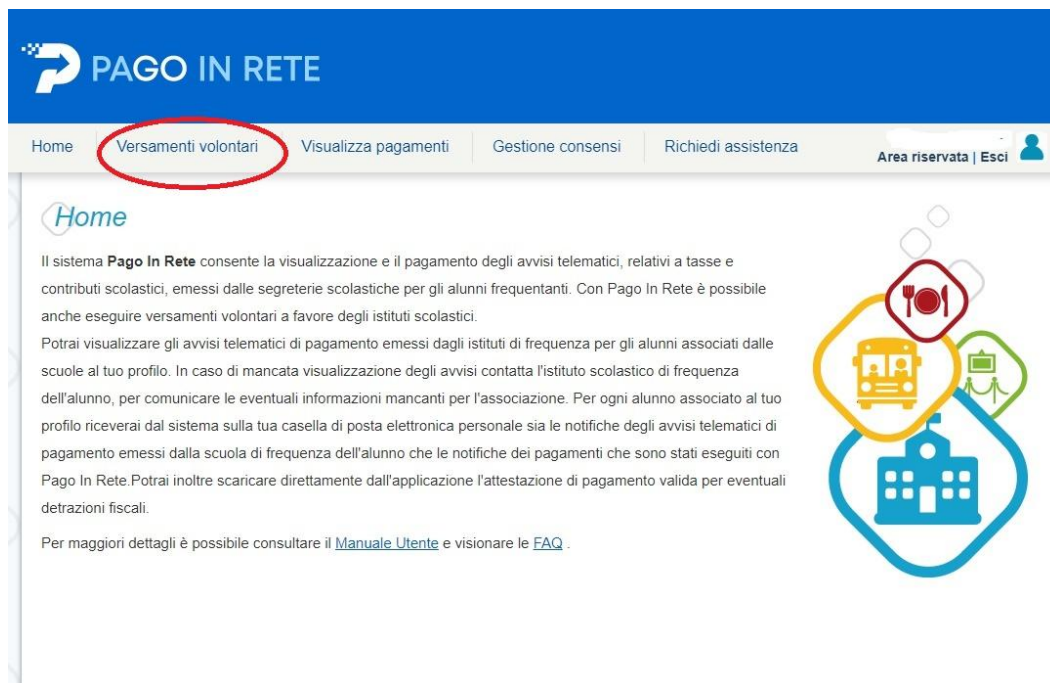 PAGO IN RETE
Home Versamenti volontari Visualizza pagamenti Gestione consensi Richiedi assistenza Area riservata | Esci
Home
Il sistema Pago In Rete consente la visualizzazione e il pagamento degli avvisi telematici, relativi a tasse e
contributi scolastici, emessi dalle segreterie scolastiche per gli alunni frequentanti. Con Pago In Rete è possibile
anche eseguire versamenti volontari a favore degli istituti scolastici.
Potrai visualizzare gli avvisi telematici di pagamento emessi dagli istituti di frequenza per gli alunni associati dalle
scuole al tuo profilo. In caso di mancata visualizzazione degli avvisi contatta l'istituto scolastico di frequenza
dell'alunno, per comunicare le eventuali informazioni mancanti per l'associazione. Per ogni alunno associato al tuo
profilo riceverai dal sistema sulla tua casella di posta elettronica personale sia le notifiche degli avvisi telematici di
pagamento emessi dalla scuola di frequenza dell'alunno che le notifiche dei pagamenti che sono stati eseguiti con
Pago In Rete.Potrai inoltre scaricare direttamente dall'applicazione l'attestazione di pagamento valida per eventuali
detrazioni fiscali.
Per maggiori dettagli è possibile consultare il Manuale Utente e visionare le FAQ .